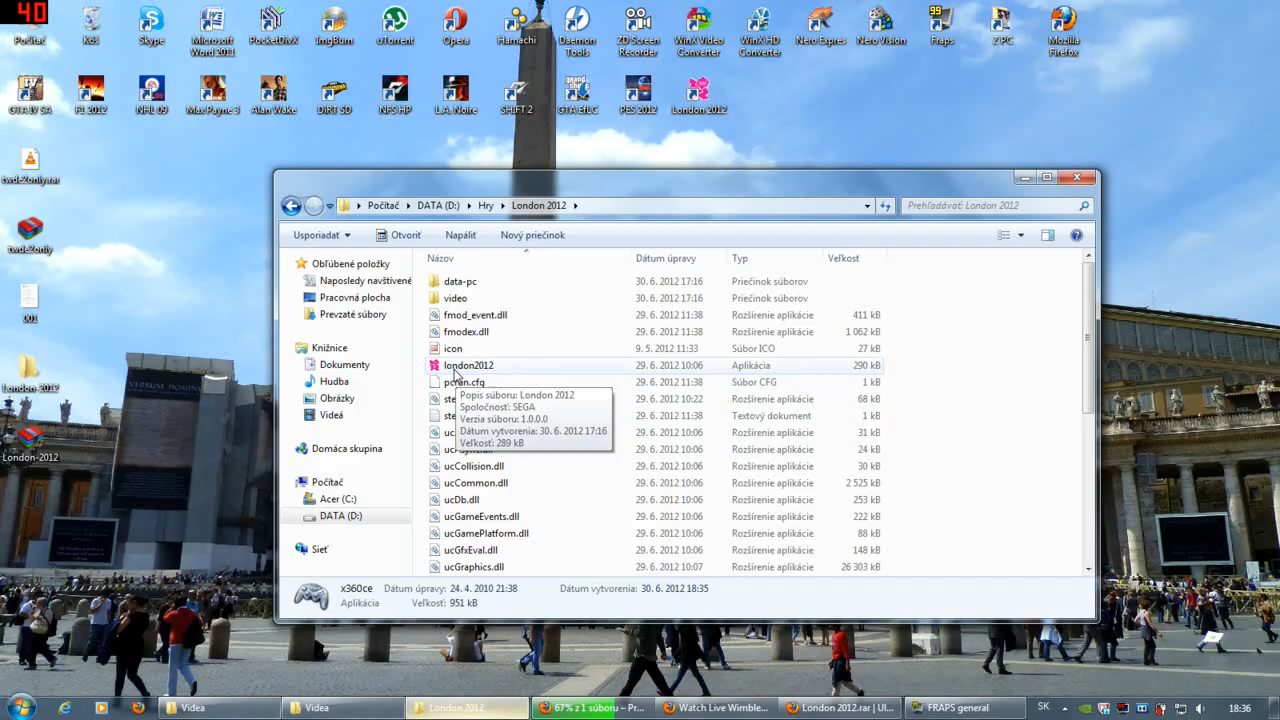 40
Počítač
Kôš
Skype
Microsoft Word 2011
PocketDivX
ImgBurn
uTorrent
Opera
Hamachi
Daemon Tools
ZD Screen Recorder
WinX Video Converter
WinX HD Converter
Nero Expres
Nero Vision
99
Fraps
Z PC
Mozilla Firefox
GTA IV SA
F1 2012
NHL 09
Max Payne 3
Alan Wake
DiRT SD
NFS HP
L.A. Noire
SHIFT 2
GTA EfLC
PES 2012
London 2012
twdeZonly.rar
twdeZonly
001
London-2012
London-2012
VERBUM DOMINI
Počítač
DATA (D:)
Hry
London 2012
Prehľadávať: London 2012
Usporiadať
Otvoriť
Napáliť
Nový priečinok
Obľúbené položky
Naposledy navštívené
Pracovná plocha
Prevzaté súbory
Knižnice
Dokumenty
Hudba
Obrázky
Videá
Domáca skupina
Počítač
Acer (C:)
DATA (D:)
Sieť
Názov Dátum úpravy Typ Veľkosť
data-pc 30. 6. 2012 17:16 Priečinok súborov
video 30. 6. 2012 17:16 Priečinok súborov
fmod_event.dll 29. 6. 2012 11:38 Rozšírenie aplikácie 411 kB
fmodex.dll 29. 6. 2012 11:38 Rozšírenie aplikácie 1 062 kB
icon 9. 5. 2012 11:33 Súbor ICO 27 kB
london2012 29. 6. 2012 10:06 Aplikácia 290 kB
29. 6. 2012 11:38 Súbor CFG 1 kB
29. 6. 2012 10:22 Rozšírenie aplikácie 68 kB
29. 6. 2012 11:38 Textový dokument 1 kB
29. 6. 2012 10:06 Rozšírenie aplikácie 31 kB
29. 6. 2012 10:06 Rozšírenie aplikácie 24 kB
ucCollision.dll 29. 6. 2012 10:06 Rozšírenie aplikácie 30 kB
ucCommon.dll 29. 6. 2012 10:06 Rozšírenie aplikácie 2 525 kB
ucDb.dll 29. 6. 2012 10:06 Rozšírenie aplikácie 253 kB
ucGameEvents.dll 29. 6. 2012 10:06 Rozšírenie aplikácie 222 kB
ucGamePlatform.dll 29. 6. 2012 10:06 Rozšírenie aplikácie 88 kB
ucGfxEval.dll 29. 6. 2012 10:06 Rozšírenie aplikácie 148 kB
ucGraphics.dll 29. 6. 2012 10:07 Rozšírenie aplikácie 26 303 kB
Popis súboru: London 2012
Spoločnosť: SEGA
Verzia súboru: 1.0.0.0
Dátum vytvorenia: 30. 6. 2012 17:16
Veľkosť: 289 kB
x360ce Dátum úpravy: 24. 4. 2010 21:38 Dátum vytvorenia: 30. 6. 2012 18:35
Aplikácia Veľkosť: 951 kB
Videa
Videa
London 2012
67% z 1 súboru – Pr...
Watch Live Wimble...
London 2012.rar | Ul...
FRAPS general
SK
18:36